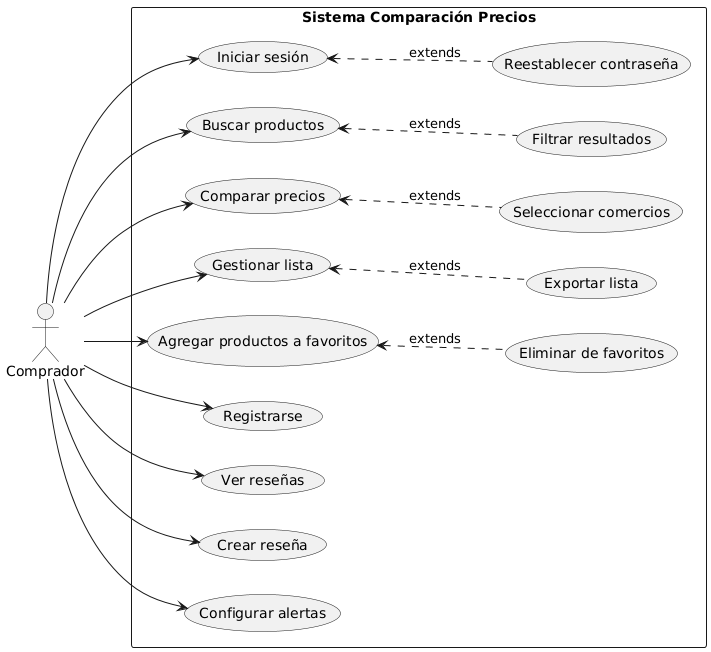 Sistema Comparación Precios
Iniciar sesión
extends
Reestablecer contraseña
Buscar productos
extends
Filtrar resultados
Comparar precios
extends
Seleccionar comercios
Gestionar lista
extends
Exportar lista
Agregar productos a favoritos
extends
Eliminar de favoritos
Comprador
Registrarse
Ver reseñas
Crear reseña
Configurar alertas